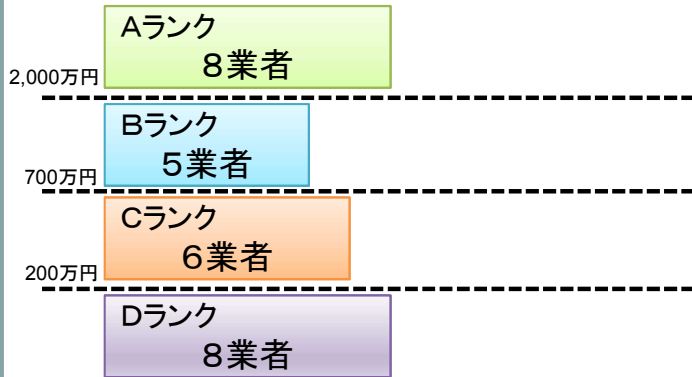 Ａランク
８業者
2,000万円
Ｂランク
５業者
700万円
Ｃランク
６業者
200万円
Ｄランク
８業者